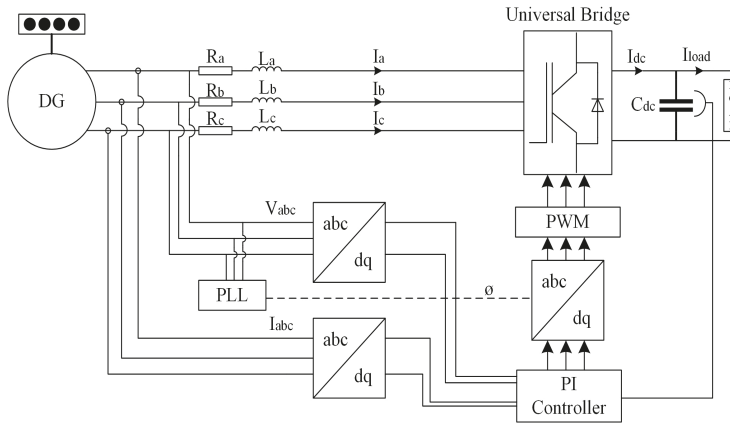 Universal Bridge
Ra La Ia Idc Iload
DG Rb Lb Ib Cdc
Rc Lc Ic
Vabc abc dq PWM
PLL ø abc dq
Iabc abc dq
PI
Controller